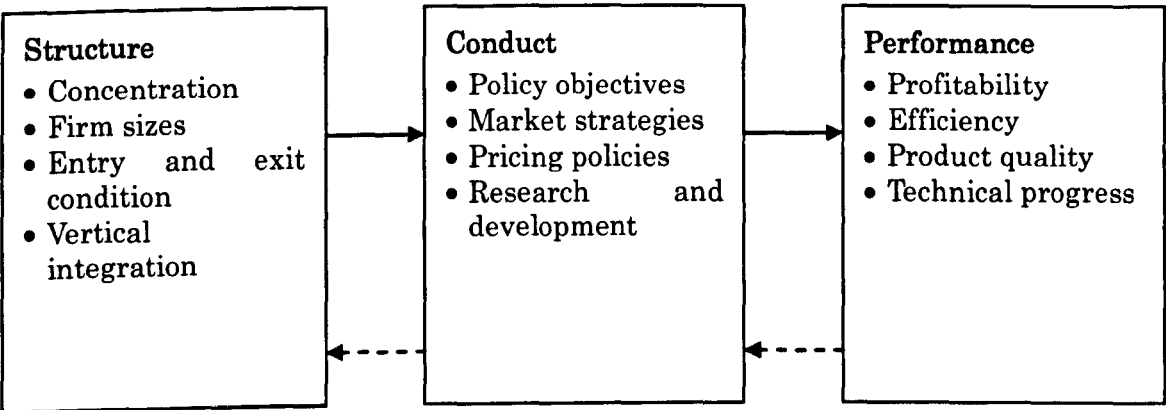 Structure
• Concentration
• Firm sizes
• Entry and exit
condition
• Vertical
integration
Conduct
• Policy objectives
• Market strategies
• Pricing policies
• Research and
development
Performance
• Profitability
• Efficiency
• Product quality
• Technical progress